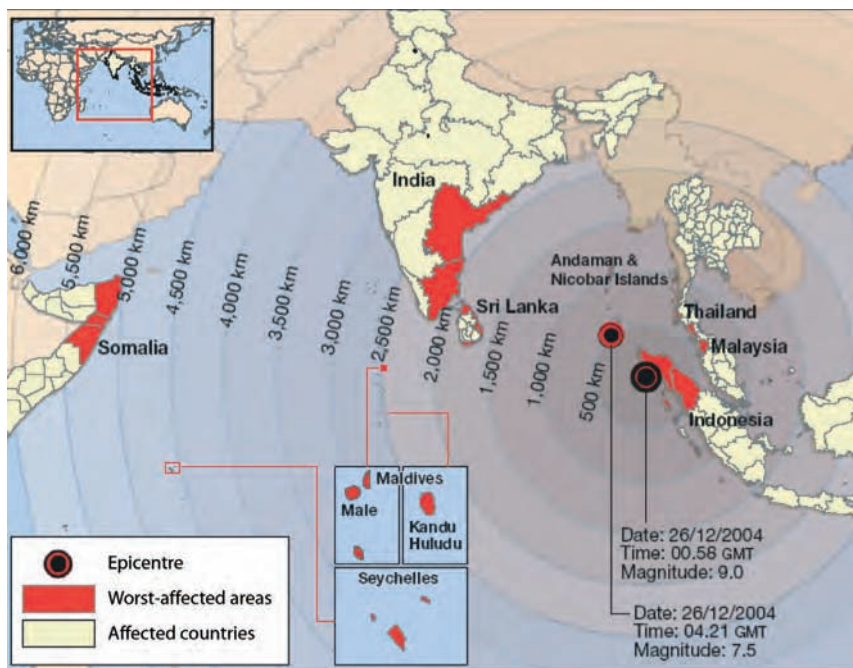 India
Andaman &
Nicobar Islands
Thailand
Malaysia
Sri Lanka
Somalia
Indonesia
6,000 km
5,500 km
5,000 km
4,500 km
4,000 km
3,500 km
3,000 km
2,500 km
2,000 km
1,500 km
1,000 km
500 km
Maldives
Male
Kandu
Huludu
Seychelles
Date: 26/12/2004
Time: 00.58 GMT
Magnitude: 9.0
Date: 26/12/2004
Time: 04.21 GMT
Magnitude: 7.5
Epicentre
Worst-affected areas
Affected countries